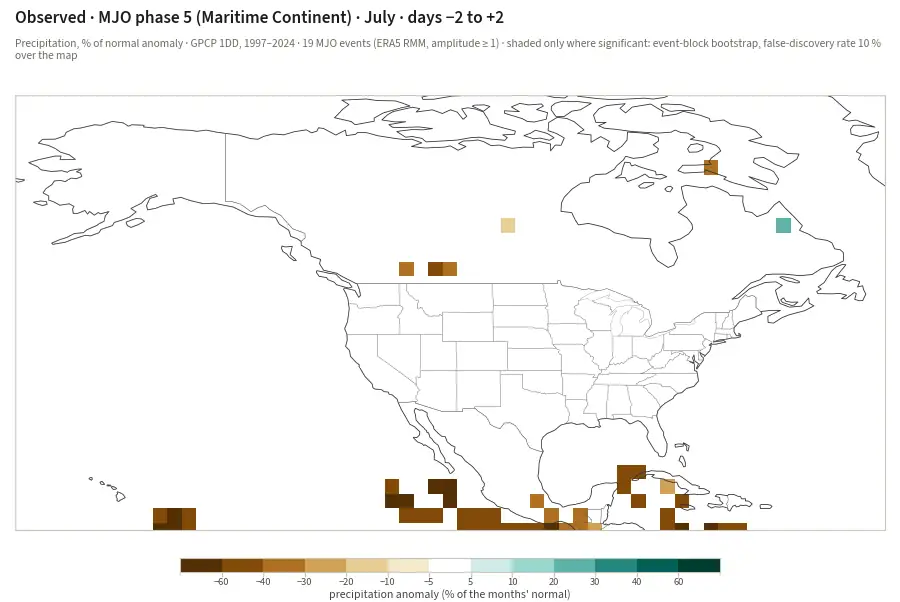 Observed · MJO phase 5 (Maritime Continent) · July · days −2 to +2
Precipitation, % of normal anomaly · GPCP 1DD, 1997–2024 · 19 MJO events (ERA5 RMM, amplitude ≥ 1) · shaded only where significant: event-block bootstrap, false-discovery rate 10 %
over the map
−60 −40 −30 −20 −10 −5 5 10 20 30 40 60
precipitation anomaly (% of the months' normal)